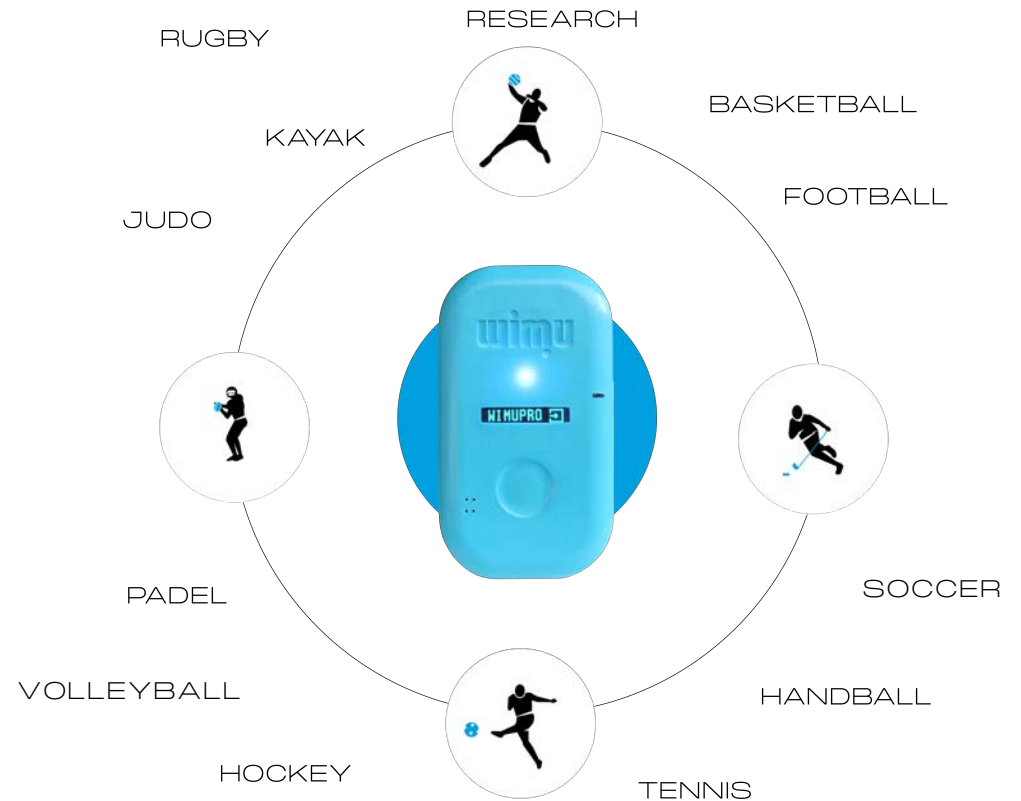 RESEARCH
RUGBY
BASKETBALL
KAYAK
FOOTBALL
JUDO
wimu
WIMUPRO
SOCCER
PADEL
VOLLEYBALL
HANDBALL
HOCKEY
TENNIS